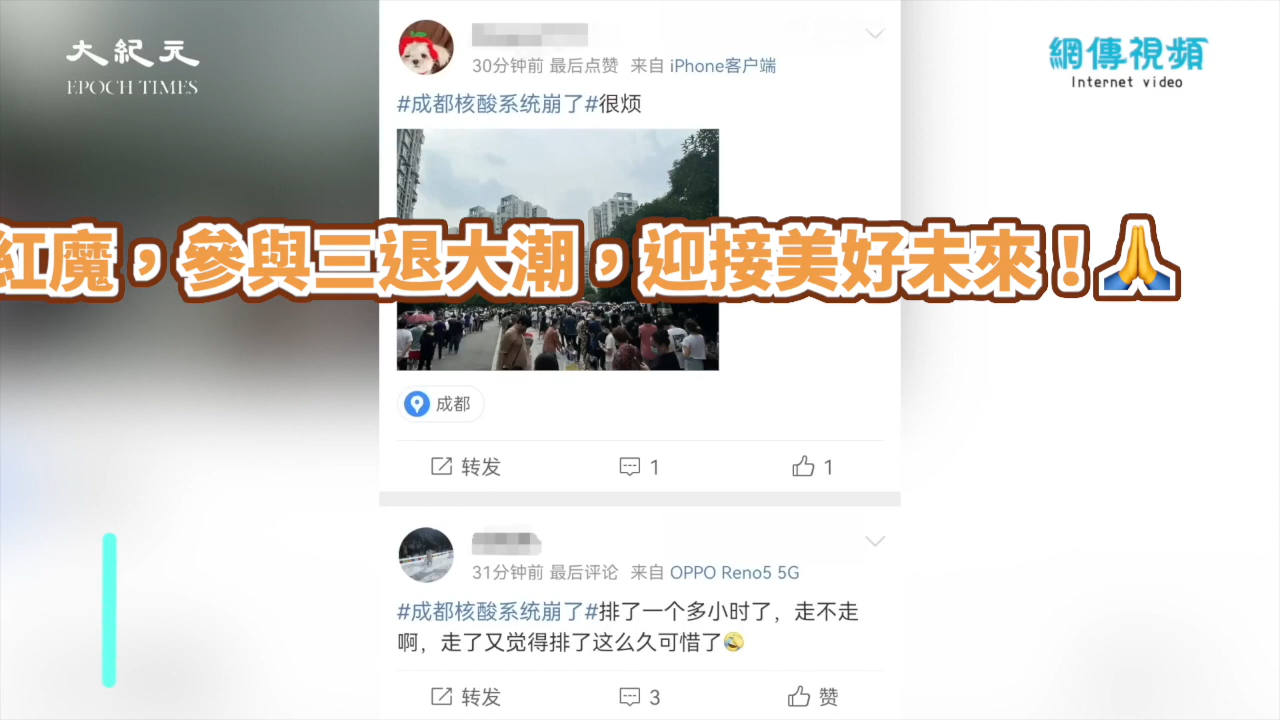 大紀元
EPOCH TIMES
網傳視頻
Internet video
30分钟前 最后点赞 来自 iPhone客户端
#成都核酸系统崩了#很烦
紅魔，參與三退大潮，迎接美好未來！🙏
成都
转发
1
1
31分钟前 最后评论 来自 OPPO Reno5 5G
#成都核酸系统崩了#排了一个多小时了，走不走
啊，走了又觉得排了这么久可惜了
转发
3
赞